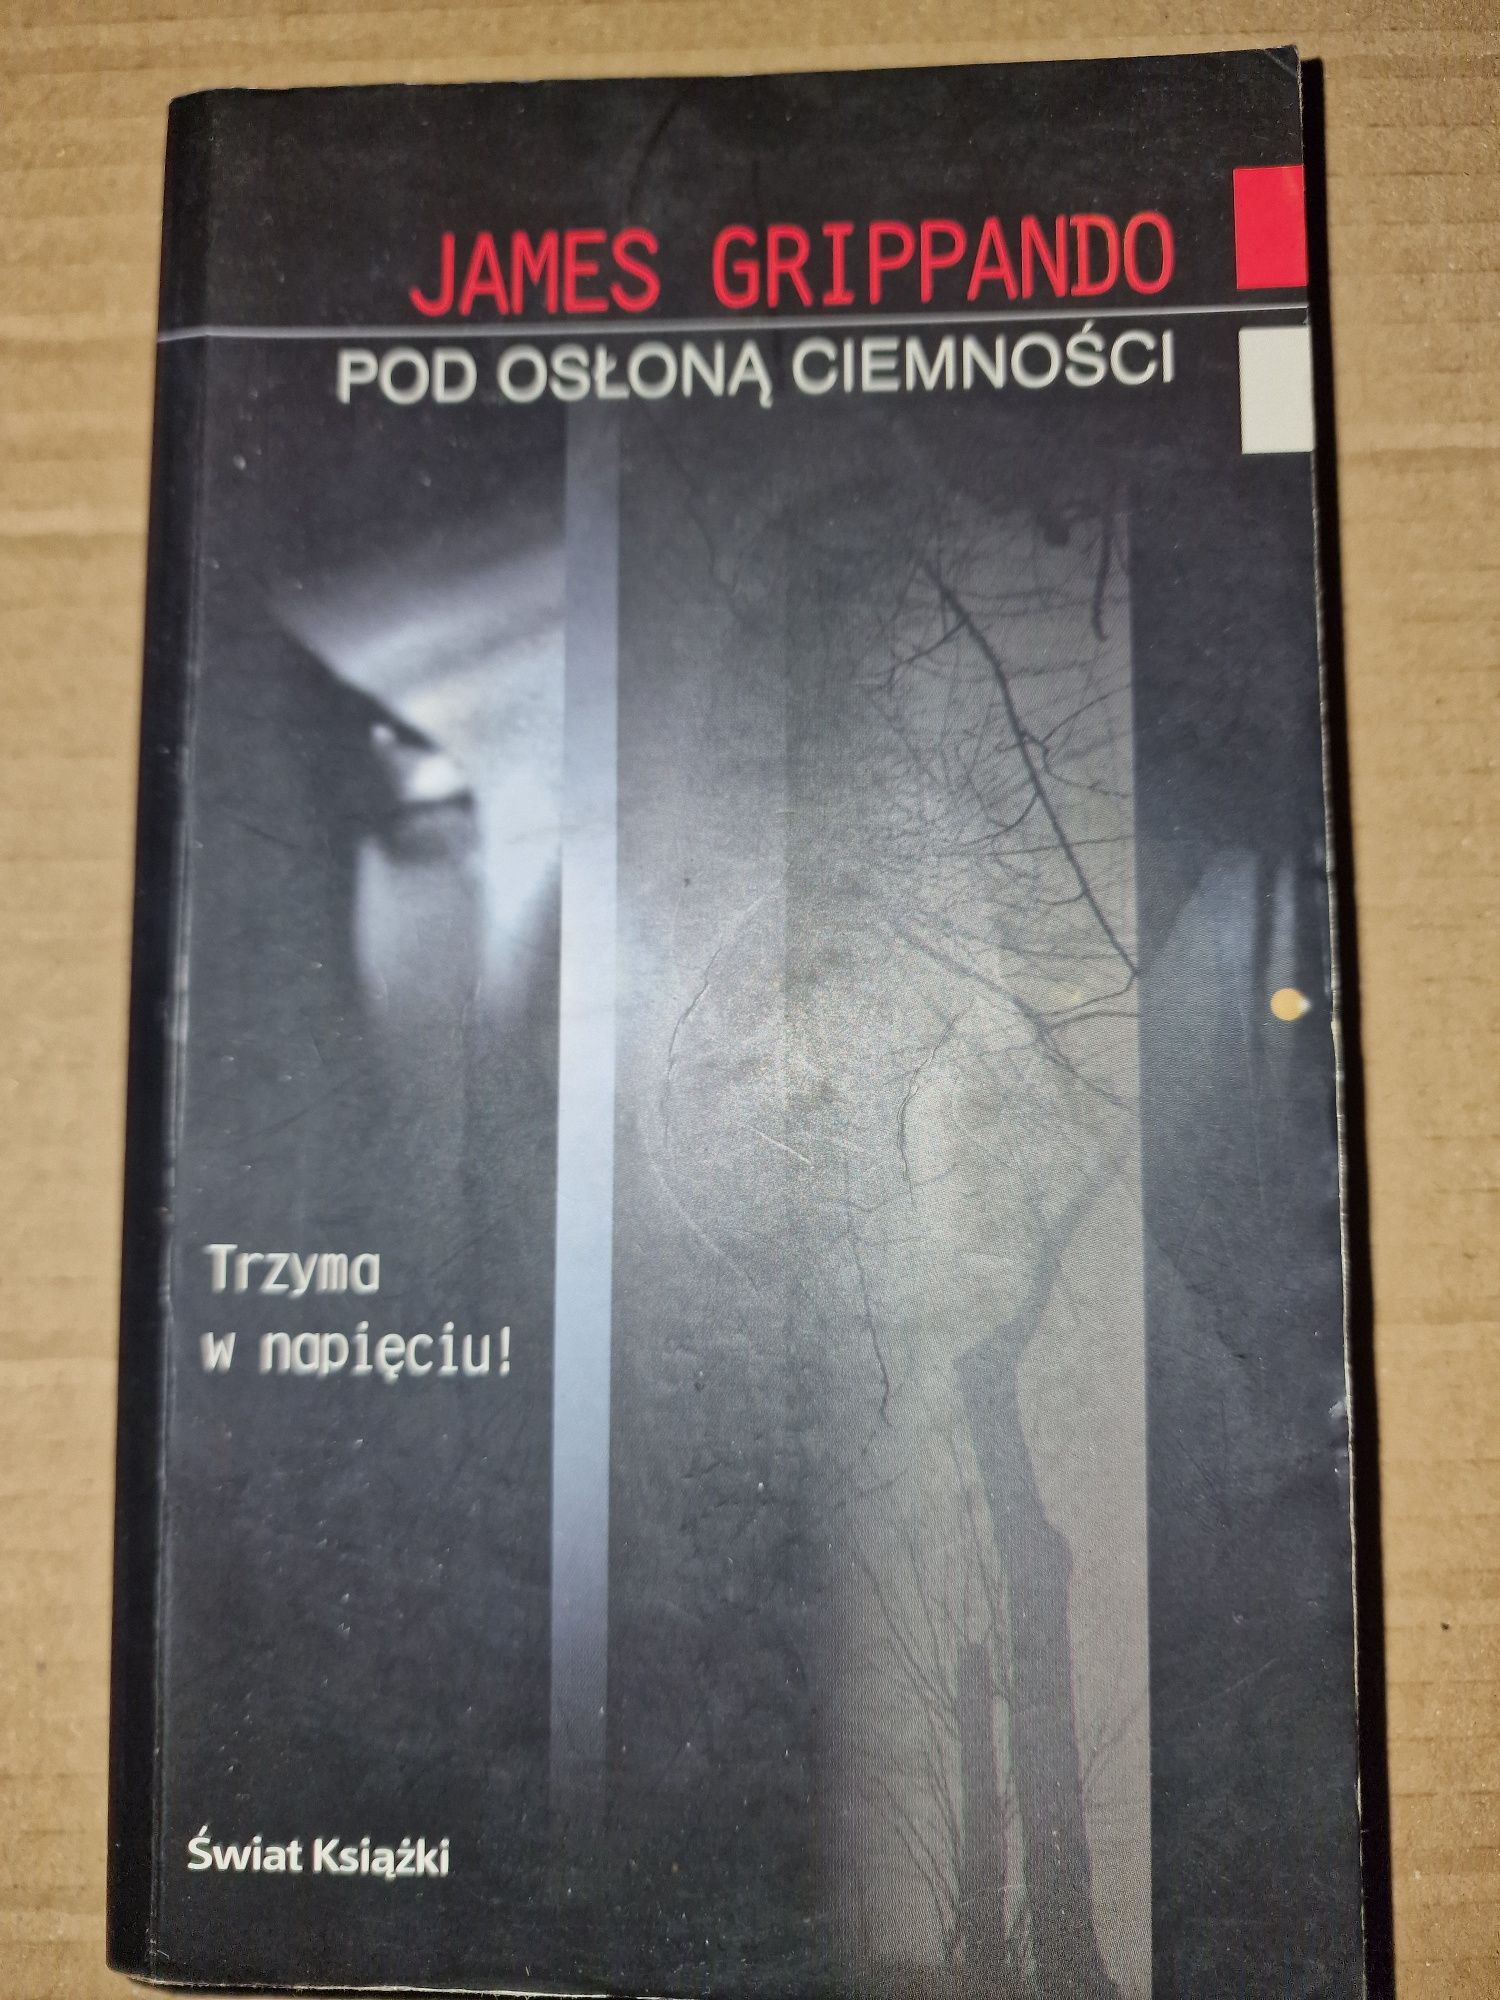 JAMES GRIPPANDO
POD OSŁONĄ CIEMNOŚCI
Trzyma
w napięciu!
Świat Książki